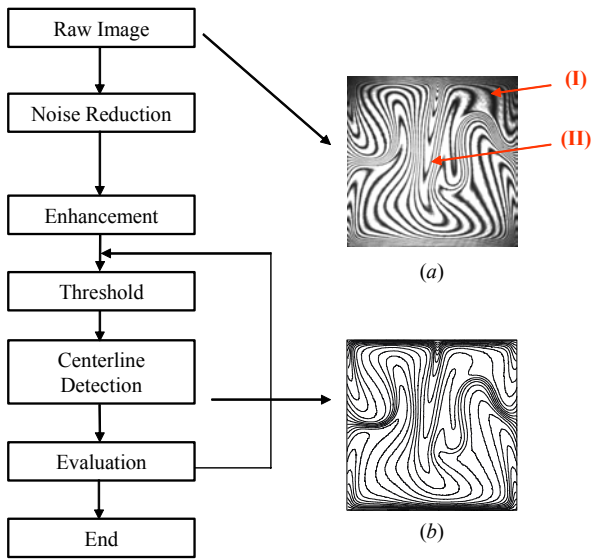 Raw Image
Noise Reduction
Enhancement
Threshold
Centerline
Detection
Evaluation
End
(I)
(II)
(a)
(b)